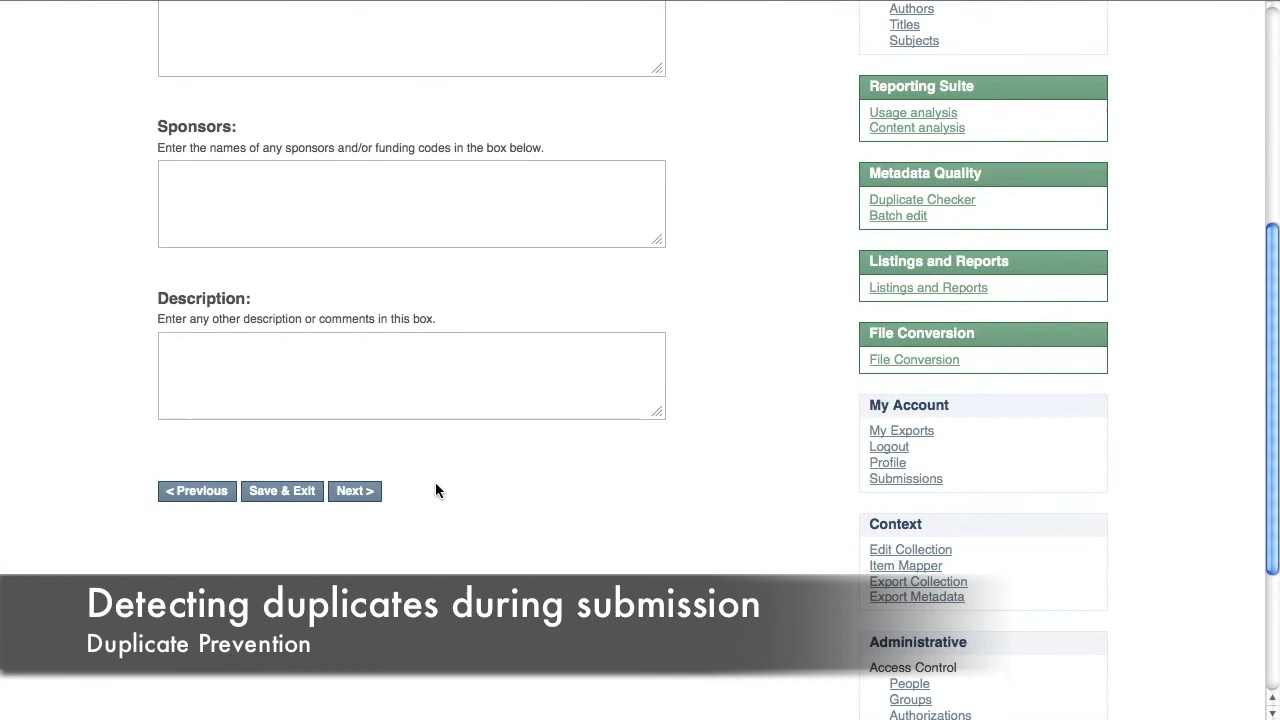 Authors
Titles
Subjects
Reporting Suite
Usage analysis
Content analysis
Sponsors:
Enter the names of any sponsors and/or funding codes in the box below.
Metadata Quality
Duplicate Checker
Batch edit
Listings and Reports
Listings and Reports
Description:
Enter any other description or comments in this box.
File Conversion
File Conversion
My Account
My Exports
Logout
Profile
Submissions
< Previous
Save & Exit
Next >
Context
Edit Collection
Item Mapper
Export Collection
Export Metadata
Detecting duplicates during submission
Duplicate Prevention
Administrative
Access Control
People
Groups
Authorizations